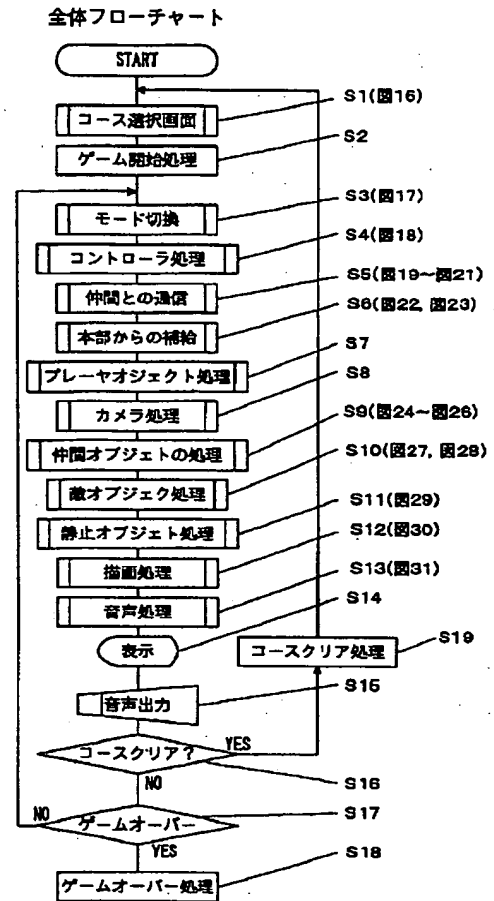 全体フローチャート
START
コース選択画面
S1(図16)
ゲーム開始処理
S2
モード切換
S3(図17)
コントローラ処理
S4(図18)
仲間との通信
S5(図19〜図21)
本部からの補給
S6(図22, 図23)
プレーヤオジェクト処理
S7
カメラ処理
S8
仲間オブジェトの処理
S9(図24〜図26)
敵オブジェク処理
S10(図27, 図28)
静止オブジェト処理
S11(図29)
描画処理
S12(図30)
音声処理
S13(図31)
表示
S14
コースクリア処理
S19
音声出力
S15
コースクリア?
YES
S16
NO
NO
ゲームオーバー
S17
YES
ゲームオーバー処理
S18